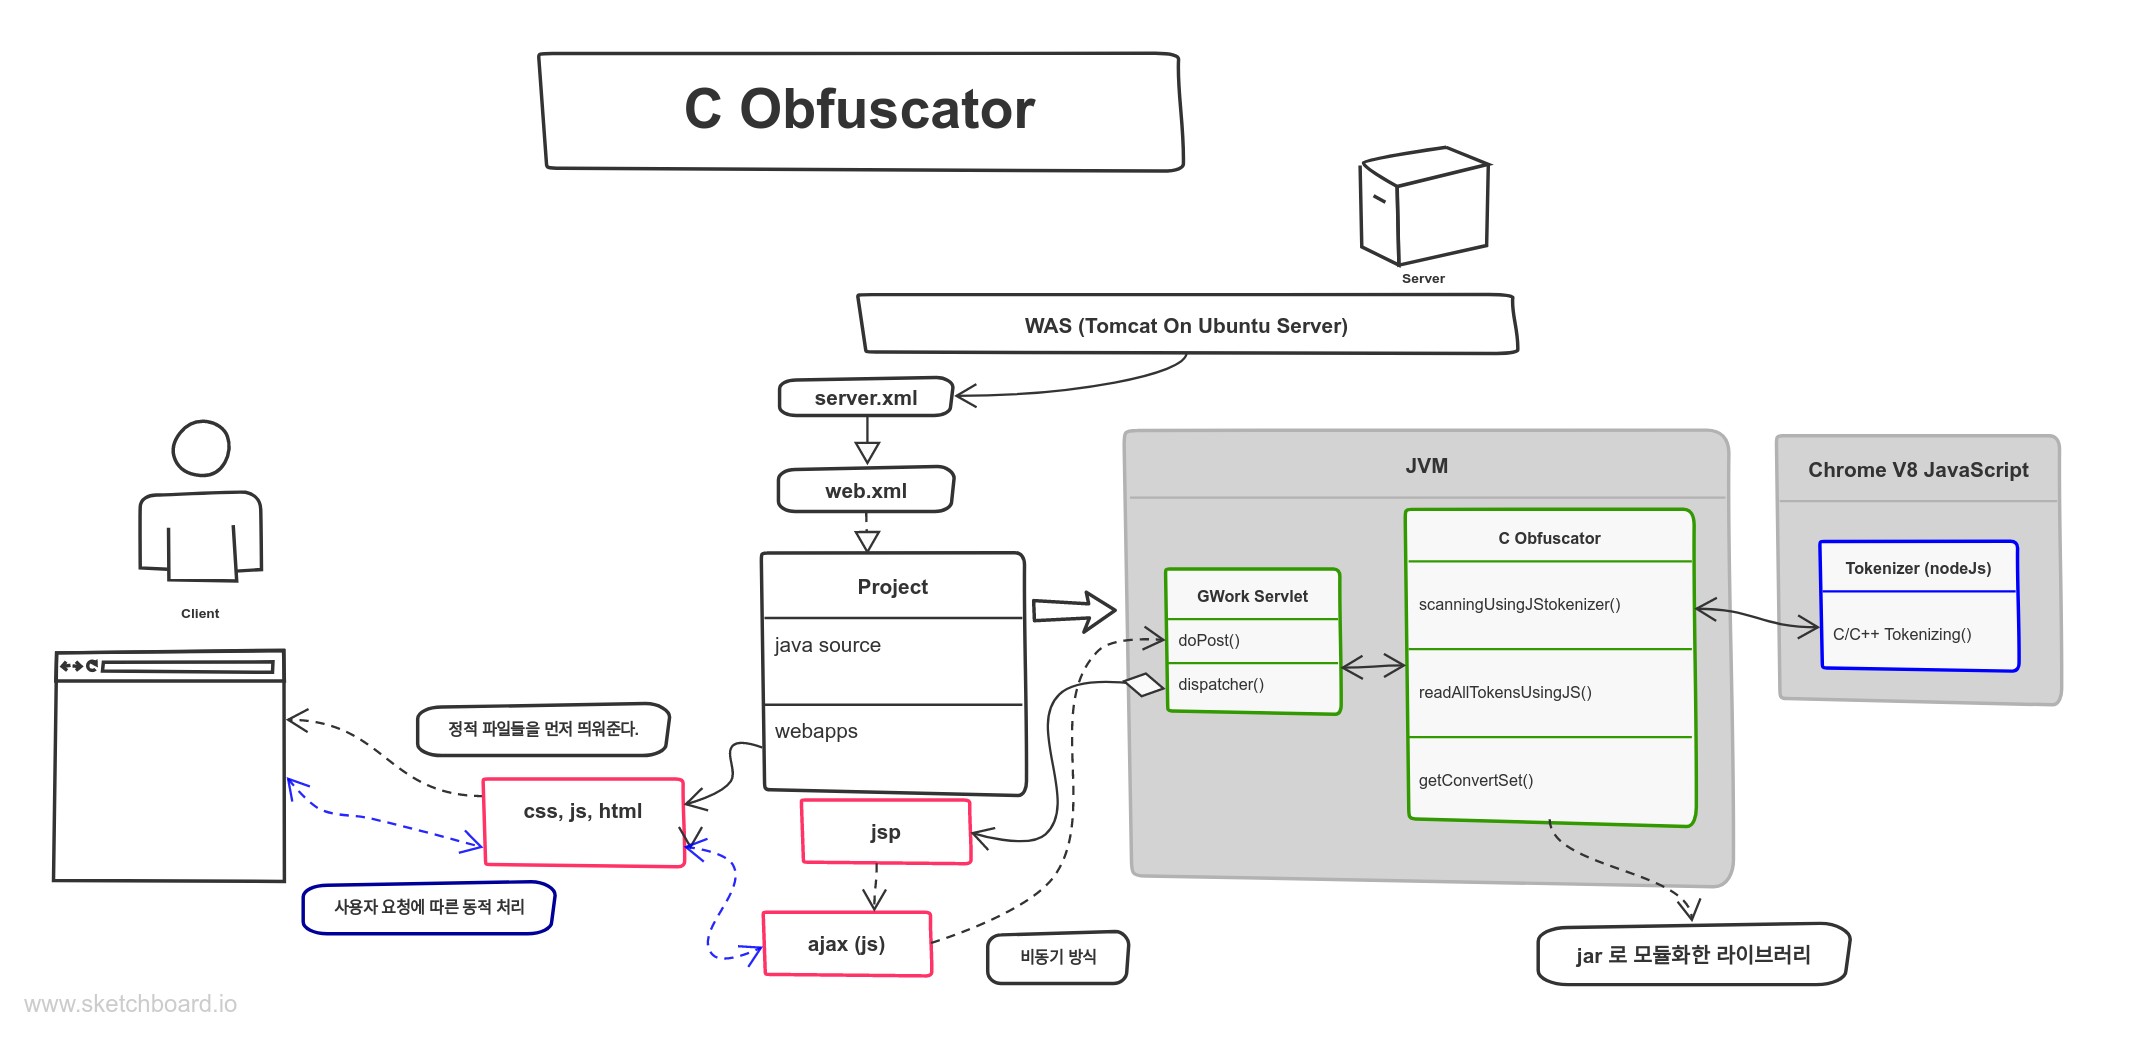 C Obfuscator
Server
WAS (Tomcat On Ubuntu Server)
server.xml
web.xml
Client
Project
java source
webapps
정적 파일들을 먼저 띄워준다.
css, js, html
사용자 요청에 따른 동적 처리
jsp
ajax (js)
비동기 방식
JVM
GWork Servlet
doPost()
dispatcher()
C Obfuscator
scanningUsingJStokenizer()
readAllTokensUsingJS()
getConvertSet()
Chrome V8 JavaScript
Tokenizer (nodeJs)
C/C++ Tokenizing()
jar 로 모듈화한 라이브러리
www.sketchboard.io